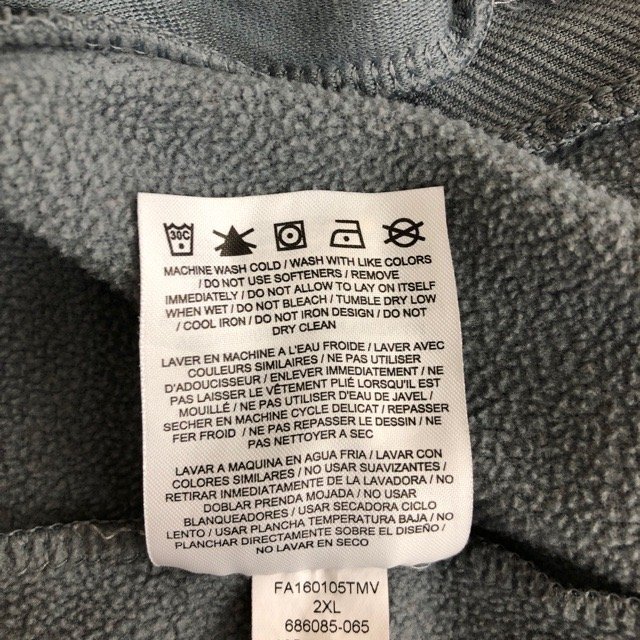 30C
MACHINE WASH COLD / WASH WITH LIKE COLORS
/ DO NOT USE SOFTENERS / REMOVE
IMMEDIATELY / DO NOT ALLOW TO LAY ON ITSELF
WHEN WET / DO NOT BLEACH / TUMBLE DRY LOW
/ COOL IRON / DO NOT IRON DESIGN / DO NOT
DRY CLEAN
LAVER EN MACHINE A L'EAU FROIDE / LAVER AVEC
COULEURS SIMILAIRES / NE PAS UTILISER
D'ADOUCISSEUR / ENLEVER IMMEDIATEMENT / NE
PAS LAISSER LE VÊTEMENT PLIÉ LORSQU'IL EST
MOUILLÉ / NE PAS UTILISER D'EAU DE JAVEL /
SECHER EN MACHINE CYCLE DELICAT / REPASSER
FER FROID / NE PAS REPASSER LE DESSIN / NE
PAS NETTOYER A SEC
LAVAR A MAQUINA EN AGUA FRIA / LAVAR CON
COLORES SIMILARES / NO USAR SUAVIZANTES /
RETIRAR INMEDIATAMENTE DE LA LAVADORA / NO
DOBLAR PRENDA MOJADA / NO USAR
BLANQUEADORES / USAR SECADORA CICLO
LENTO / USAR PLANCHA TEMPERATURA BAJA / NO
PLANCHAR DIRECTAMENTE SOBRE EL DISEÑO /
NO LAVAR EN SECO
FA160105TMV
2XL
686085-065